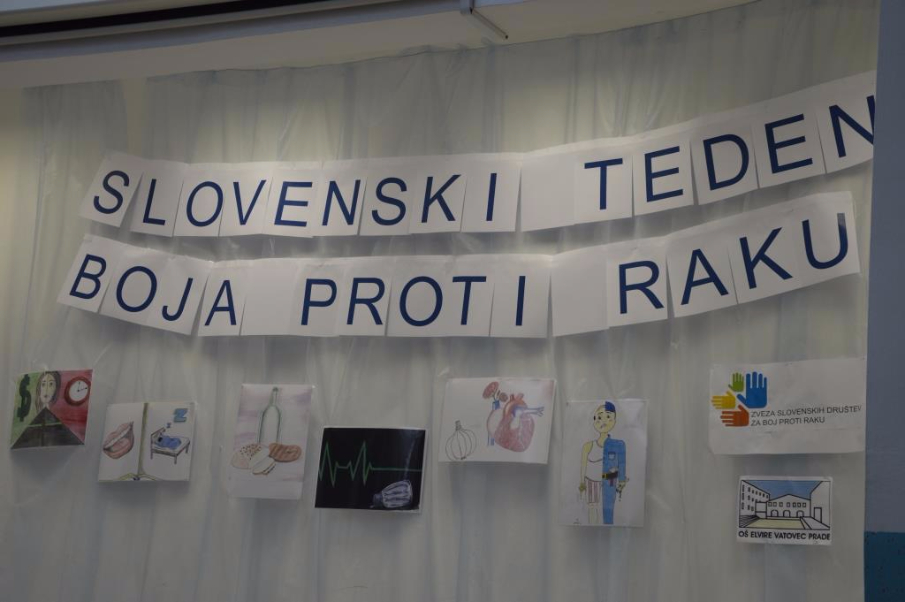 SLOVENSKI TEDEN
BOJA PROTI RAKU
ZVEZA SLOVENSKIH DRUŠTEV
ZA BOJ PROTI RAKU
OŠ ELVIRE VATOVEC PRADE